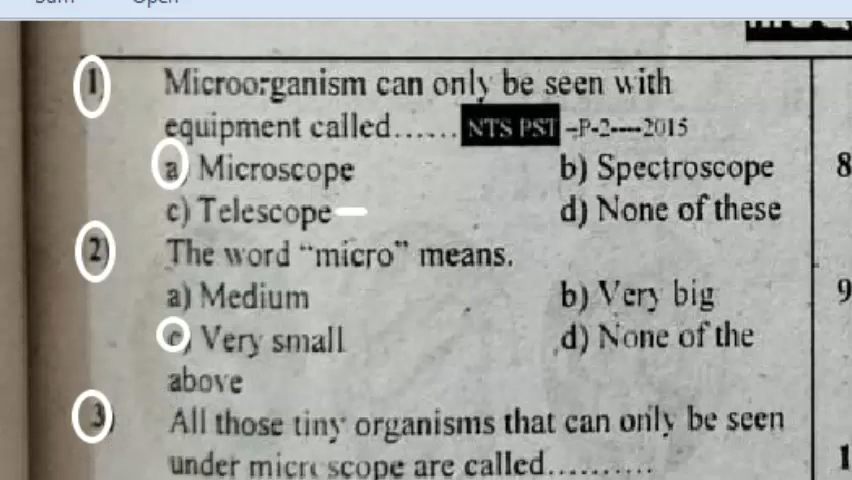 Sum Open
1) Microorganism can only be seen with
equipment called...... NTS PST -P-2----2015
a) Microscope b) Spectroscope 8
c) Telescope d) None of these
2) The word "micro" means.
a) Medium b) Very big 9
c) Very small d) None of the
above
3) All those tiny organisms that can only be seen
under microscope are called.......... 1